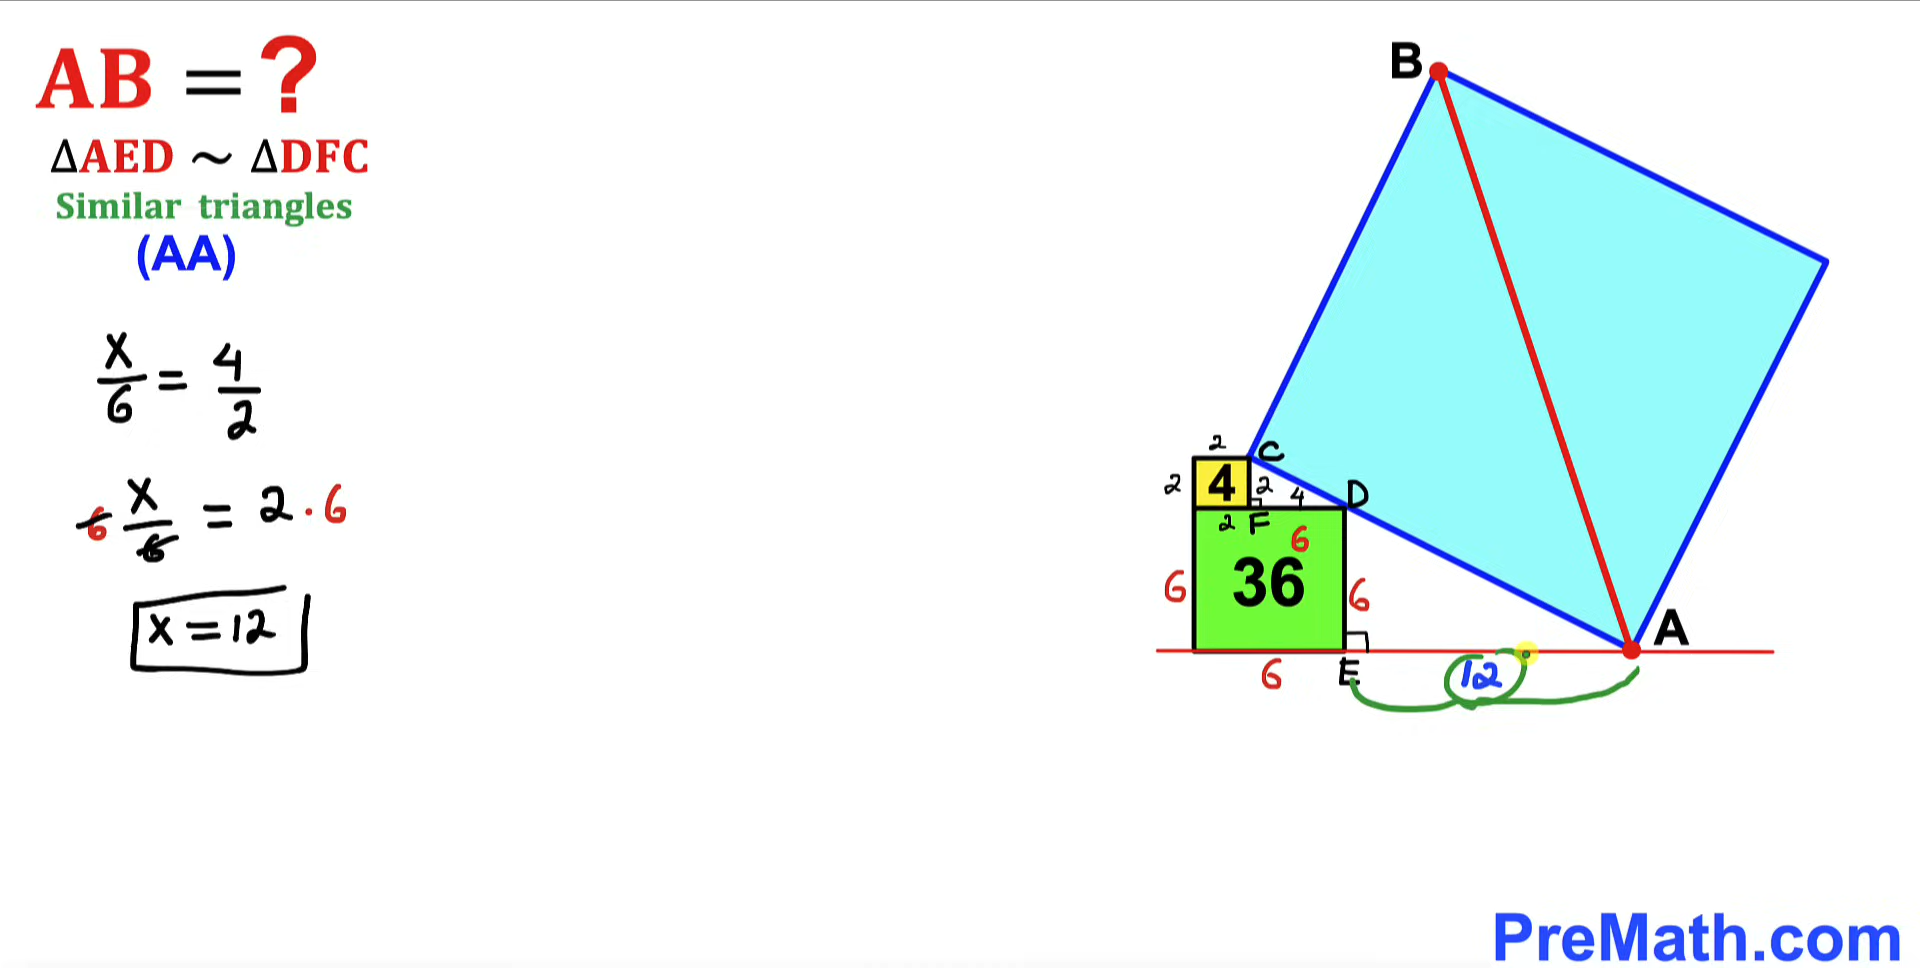 AB = ?
ΔAED ~ ΔDFC
Similar triangles
(AA)
x/6 = 4/2
6 x/6 = 2 · 6
x = 12
B
2
C
2 4 2 4 D
2 F 6
6 36 6
A
6 E 12
PreMath.com